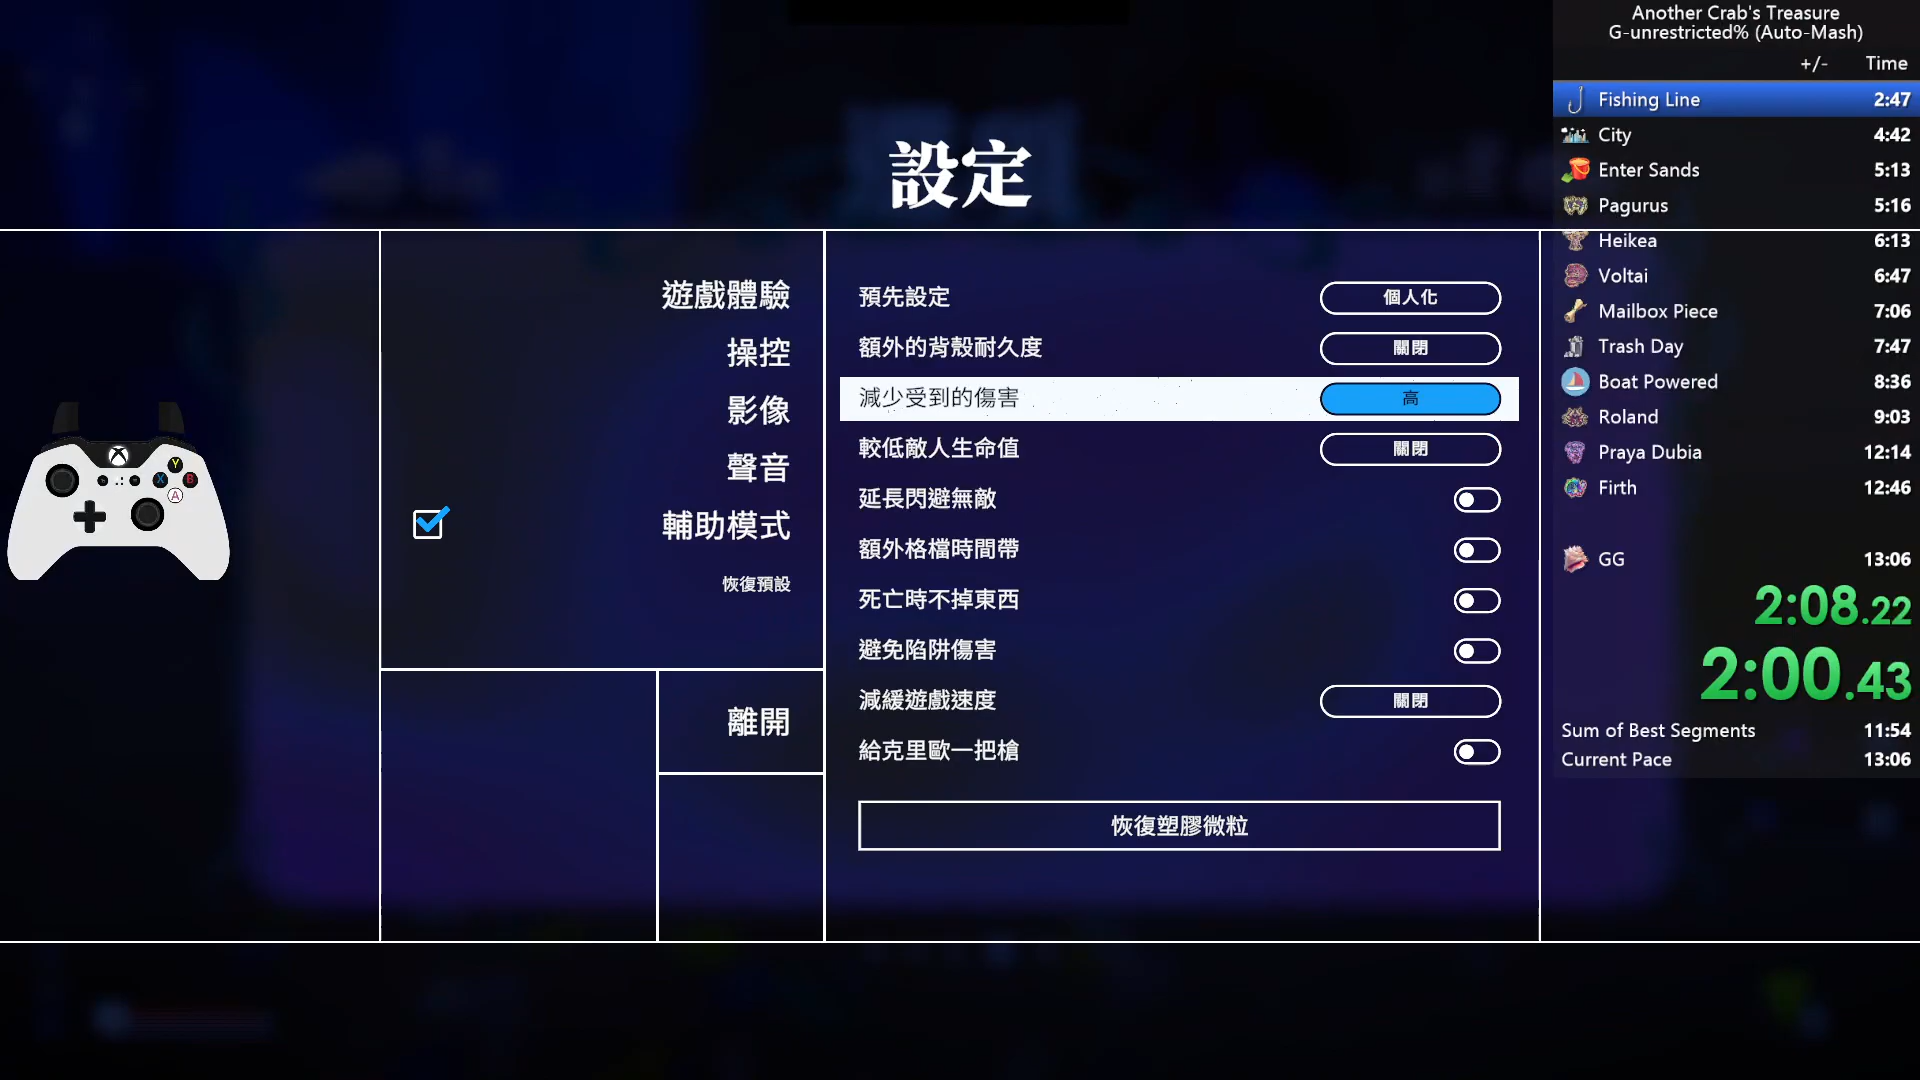 設定
遊戲體驗
操控
影像
聲音
輔助模式
恢復預設
離開
預先設定 個人化
額外的背殼耐久度 關閉
減少受到的傷害 高
較低敵人生命值 關閉
延長閃避無敵
額外格檔時間帶
死亡時不掉東西
避免陷阱傷害
減緩遊戲速度 關閉
給克里歐一把槍
恢復塑膠微粒
Y
X
B
A
Another Crab's Treasure
G-unrestricted% (Auto-Mash)
+/- Time
Fishing Line 2:47
City 4:42
Enter Sands 5:13
Pagurus 5:16
Heikea 6:13
Voltai 6:47
Mailbox Piece 7:06
Trash Day 7:47
Boat Powered 8:36
Roland 9:03
Praya Dubia 12:14
Firth 12:46
GG 13:06
2:08.22
2:00.43
Sum of Best Segments 11:54
Current Pace 13:06